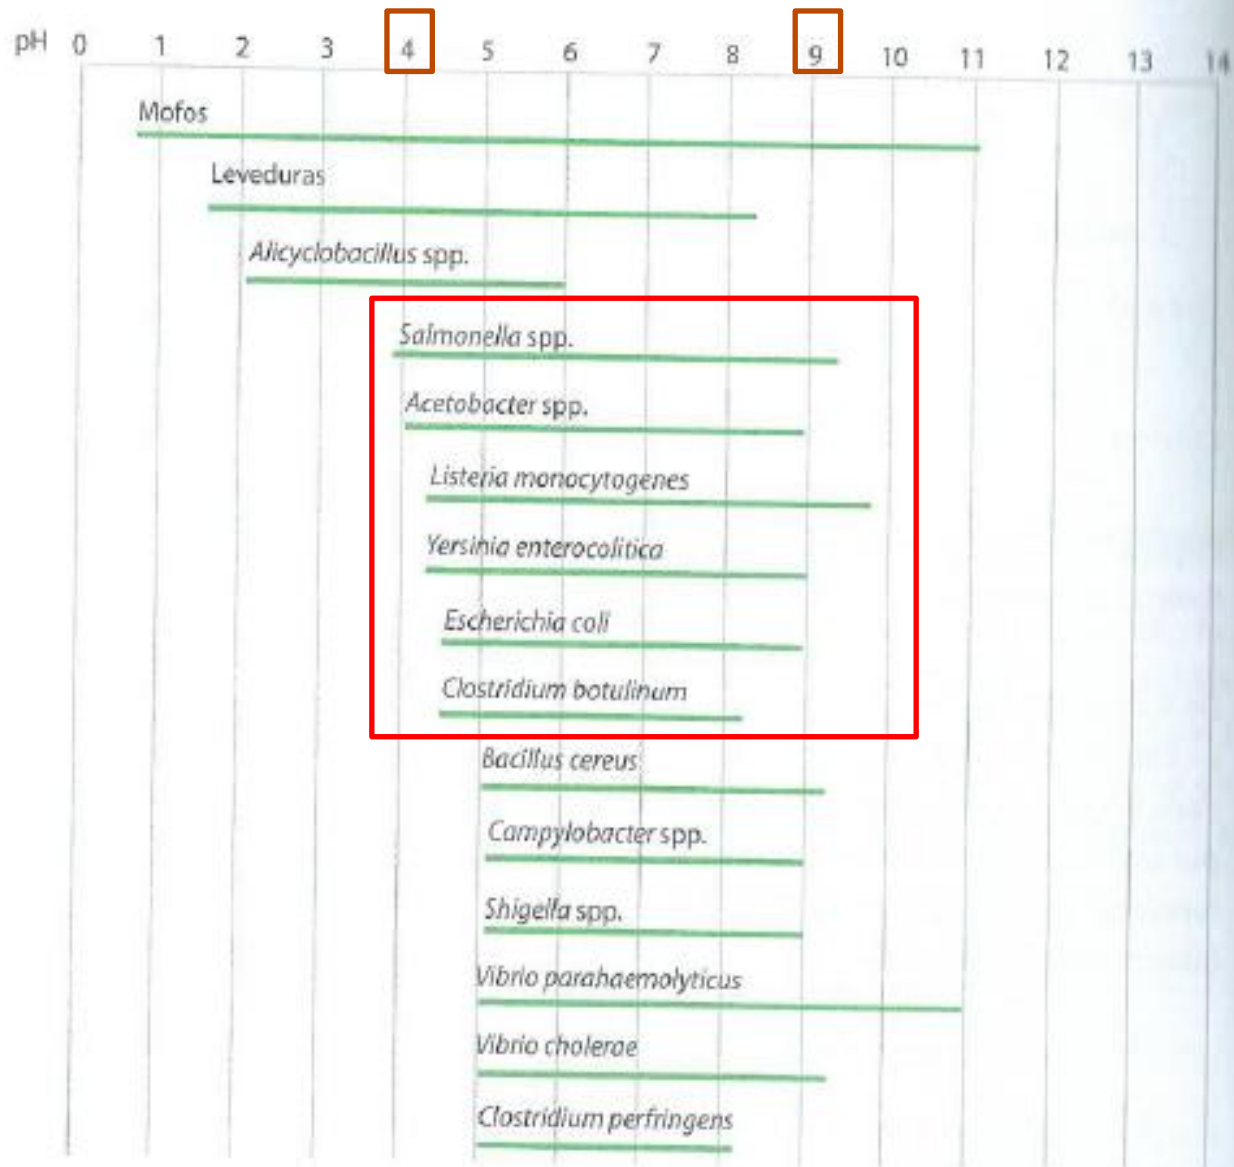 pH 0 1 2 3 4 5 6 7 8 9 10 11 12 13 14
Mofos
Leveduras
Alicyclobacillus spp.
Salmonella spp.
Acetobacter spp.
Listeria monocytogenes
Yersinia enterocolitica
Escherichia coli
Clostridium botulinum
Bacillus cereus
Campylobacter spp.
Shigella spp.
Vibrio parahaemolyticus
Vibrio cholerae
Clostridium perfringens